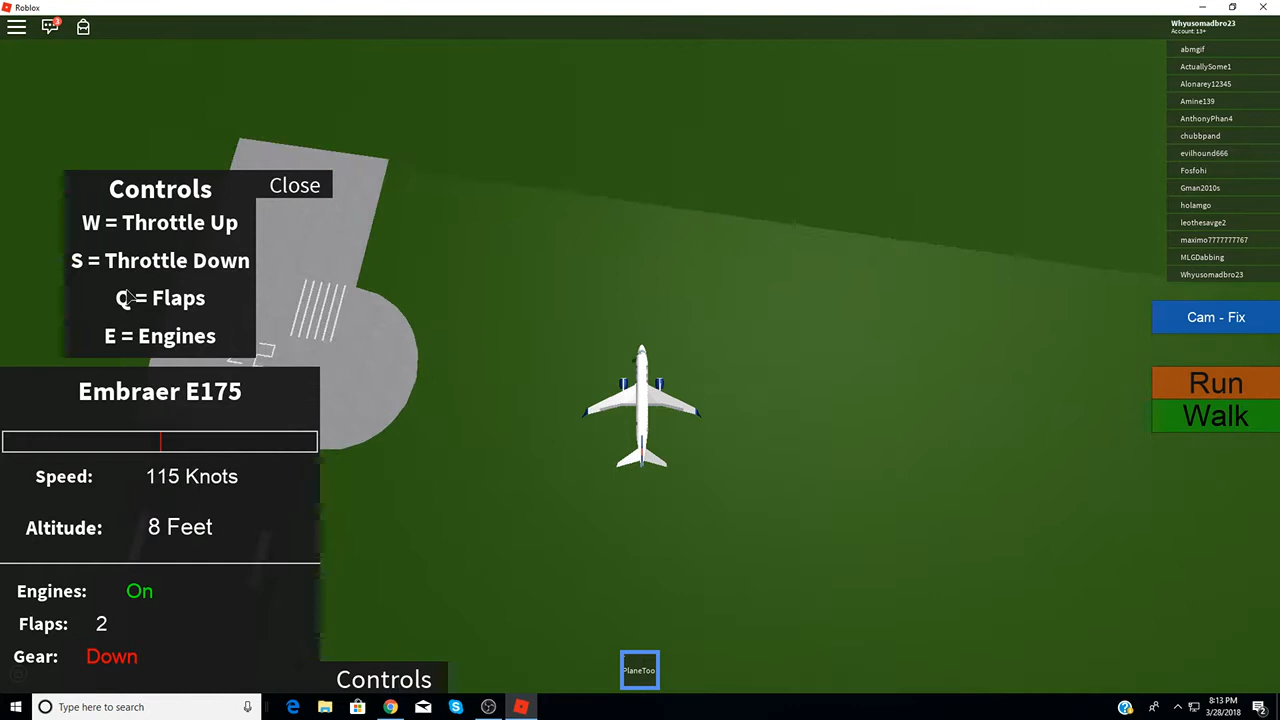 Roblox
3
Whyusomadbro23
Account: 13+
abmgif
ActuallySome1
Alonarey12345
Amine139
AnthonyPhan4
chubbpand
evilhound666
Fosfohi
Gman2010s
holamgo
leothesavge2
maximo7777777767
MLGDabbing
Whyusomadbro23
Controls
Close
W = Throttle Up
S = Throttle Down
Q = Flaps
E = Engines
Cam - Fix
Run
Walk
Embraer E175
Speed: 115 Knots
Altitude: 8 Feet
Engines: On
Flaps: 2
Gear: Down
Controls
PlaneToo
Type here to search
8:13 PM
3/28/2018
2